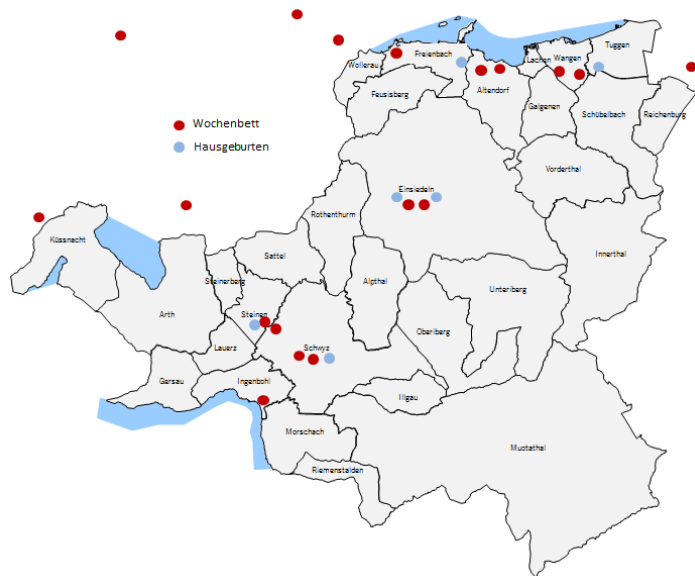 Tuggen
Freienbach
Lachen
Wangen
Wollerau
Feusisberg
Altendorf
Galgenen
Schübelbach
Reichenburg
Wochenbett
Hausgeburten
Vorderthal
Einsiedeln
Rothenthurm
Küssnacht
Sattel
Innerthal
Steinerberg
Alpthal
Unteriberg
Arth
Steinen
Oberiberg
Lauerz
Schwyz
Gersau
Ingenbohl
Illgau
Morschach
Muotathal
Riemenstalden